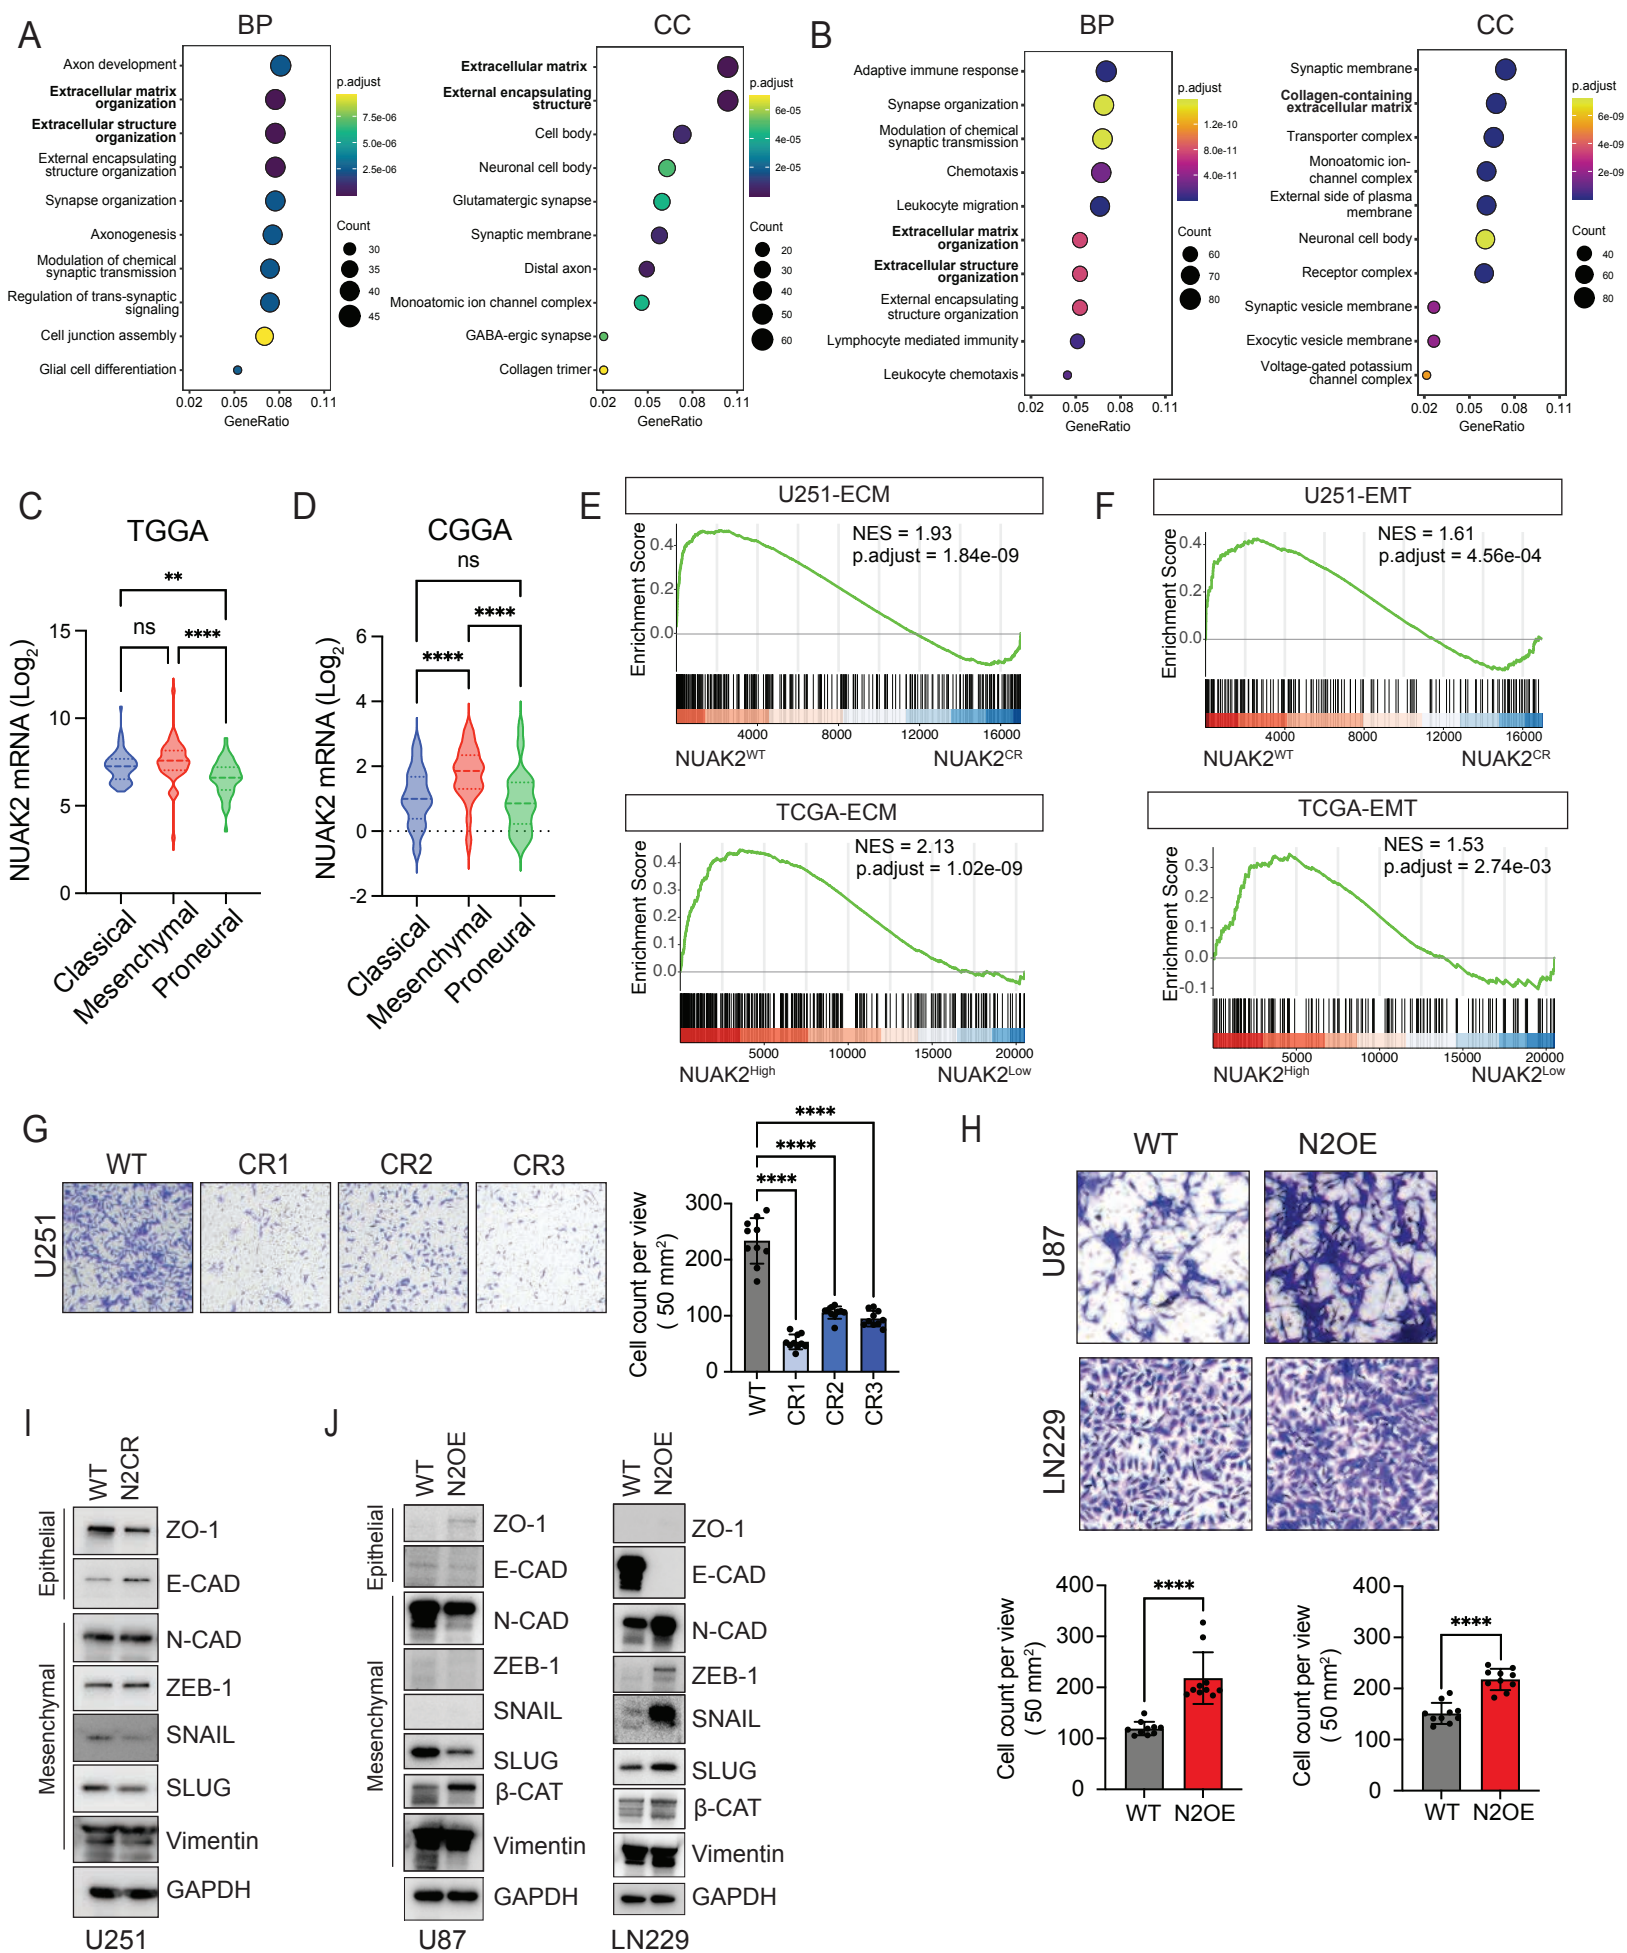 A
BP
Axon development
Extracellular matrix
organization
Extracellular structure
organization
External encapsulating
structure organization
Synapse organization
Axonogenesis
Modulation of chemical
synaptic transmission
Regulation of trans-synaptic
signaling
Cell junction assembly
Glial cell differentiation
0.02 0.05 0.08 0.11
GeneRatio
p.adjust
7.5e-06
5.0e-06
2.5e-06
Count
30
35
40
45
CC
Extracellular matrix
External encapsulating
structure
Cell body
Neuronal cell body
Glutamatergic synapse
Synaptic membrane
Distal axon
Monoatomic ion channel complex
GABA-ergic synapse
Collagen trimer
0.02 0.05 0.08 0.11
GeneRatio
p.adjust
6e-05
4e-05
2e-05
Count
20
30
40
50
60
B
BP
Adaptive immune response
Synapse organization
Modulation of chemical
synaptic transmission
Chemotaxis
Leukocyte migration
Extracellular matrix
organization
Extracellular structure
organization
External encapsulating
structure organization
Lymphocyte mediated immunity
Leukocyte chemotaxis
0.02 0.05 0.08 0.11
GeneRatio
p.adjust
1.2e-10
8.0e-11
4.0e-11
Count
60
70
80
CC
Synaptic membrane
Collagen-containing
extracellular matrix
Transporter complex
Monoatomic ion-
channel complex
External side of plasma
membrane
Neuronal cell body
Receptor complex
Synaptic vesicle membrane
Exocytic vesicle membrane
Voltage-gated potassium
channel complex
0.02 0.05 0.08 0.11
GeneRatio
p.adjust
6e-09
4e-09
2e-09
Count
40
60
80
C
TGGA
**
ns
****
NUAK2 mRNA (Log2)
15
10
5
0
Classical
Mesenchymal
Proneural
D
CGGA
ns
****
****
NUAK2 mRNA (Log2)
6
4
2
0
-2
Classical
Mesenchymal
Proneural
E
U251-ECM
NES = 1.93
p.adjust = 1.84e-09
Enrichment Score
0.4
0.2
0.0
4000 8000 12000 16000
NUAK2WT NUAK2CR
TCGA-ECM
NES = 2.13
p.adjust = 1.02e-09
Enrichment Score
0.4
0.3
0.2
0.1
0.0
5000 10000 15000 20000
NUAK2High NUAK2Low
F
U251-EMT
NES = 1.61
p.adjust = 4.56e-04
Enrichment Score
0.4
0.2
0.0
4000 8000 12000 16000
NUAK2WT NUAK2CR
TCGA-EMT
NES = 1.53
p.adjust = 2.74e-03
Enrichment Score
0.3
0.2
0.1
0.0
-0.1
5000 10000 15000 20000
NUAK2High NUAK2Low
G
WT CR1 CR2 CR3
U251
****
****
****
Cell count per view
( 50 mm2)
300
200
100
0
WT
CR1
CR2
CR3
H
WT N2OE
U87
LN229
Cell count per view
( 50 mm2)
****
400
300
200
100
0
WT N2OE
Cell count per view
( 50 mm2)
****
400
300
200
100
0
WT N2OE
I
WT
N2CR
Epithelial
Mesenchymal
ZO-1
E-CAD
N-CAD
ZEB-1
SNAIL
SLUG
Vimentin
GAPDH
U251
J
WT
N2OE
Epithelial
Mesenchymal
ZO-1
E-CAD
N-CAD
ZEB-1
SNAIL
SLUG
β-CAT
Vimentin
GAPDH
U87
WT
N2OE
ZO-1
E-CAD
N-CAD
ZEB-1
SNAIL
SLUG
β-CAT
Vimentin
GAPDH
LN229